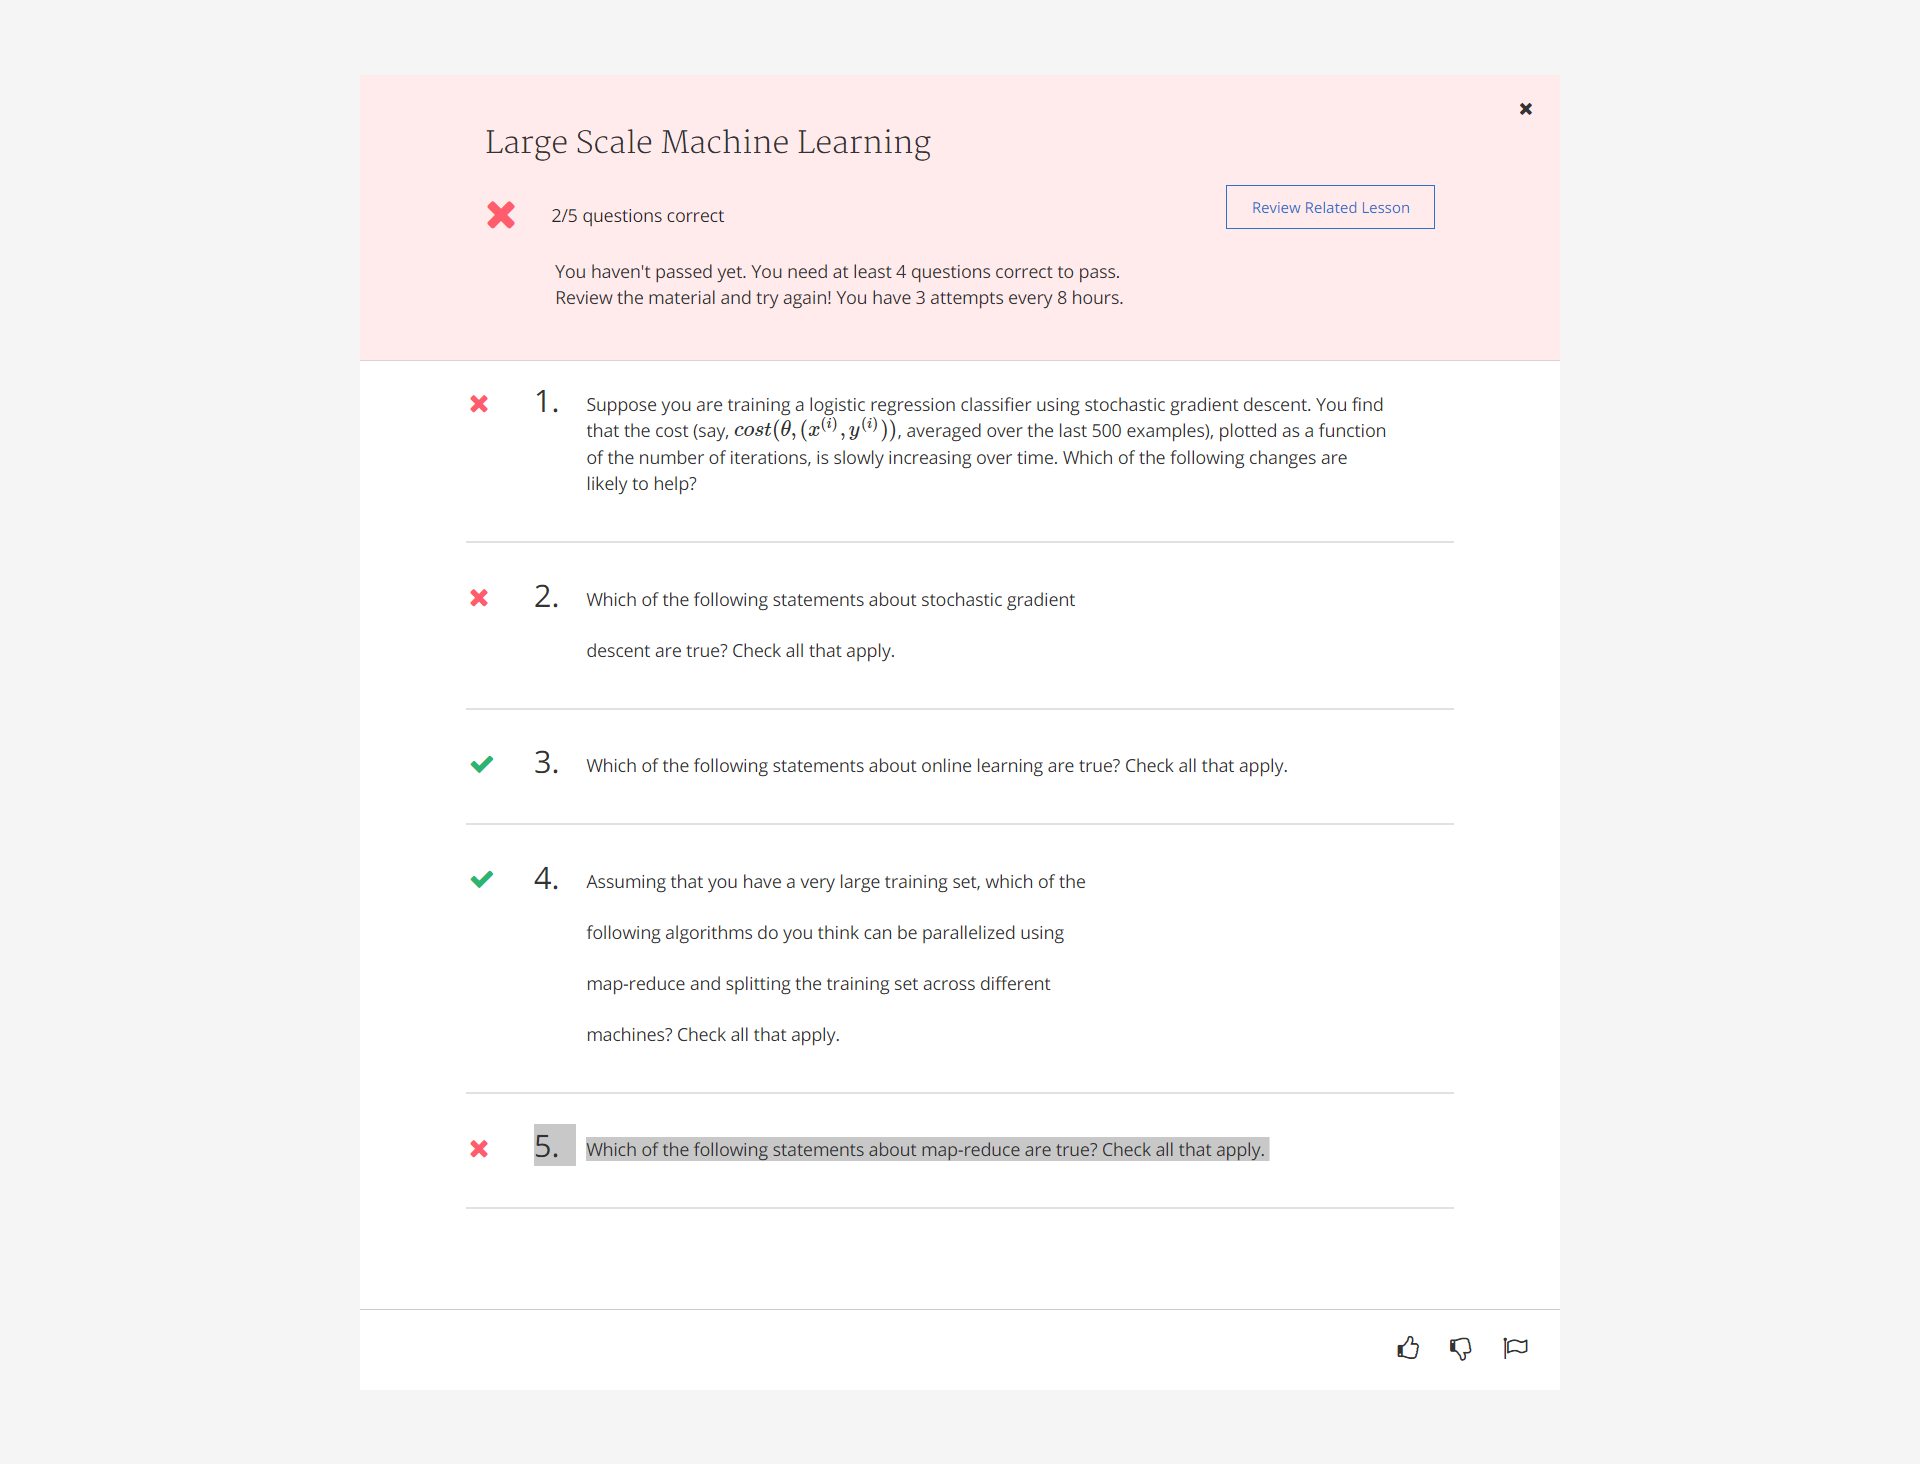 Large Scale Machine Learning
2/5 questions correct
Review Related Lesson
You haven't passed yet. You need at least 4 questions correct to pass.
Review the material and try again! You have 3 attempts every 8 hours.
1. Suppose you are training a logistic regression classifier using stochastic gradient descent. You find
that the cost (say, cost(θ, (x^(i), y^(i))), averaged over the last 500 examples), plotted as a function
of the number of iterations, is slowly increasing over time. Which of the following changes are
likely to help?
2. Which of the following statements about stochastic gradient
descent are true? Check all that apply.
3. Which of the following statements about online learning are true? Check all that apply.
4. Assuming that you have a very large training set, which of the
following algorithms do you think can be parallelized using
map-reduce and splitting the training set across different
machines? Check all that apply.
5. Which of the following statements about map-reduce are true? Check all that apply.